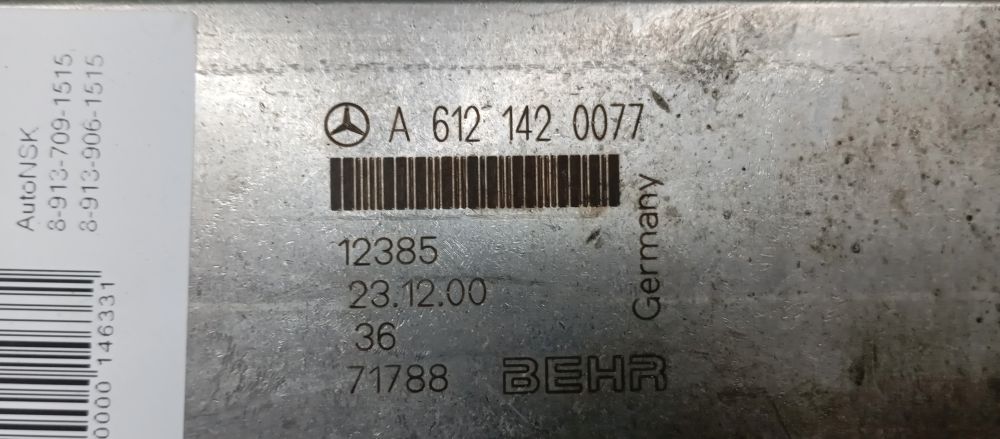 AutoNSK
8-913-709-1515
8-913-906-1515
0000 146331
A 612 142 0077
12385
23.12.00
36
71788
Germany
BEHR